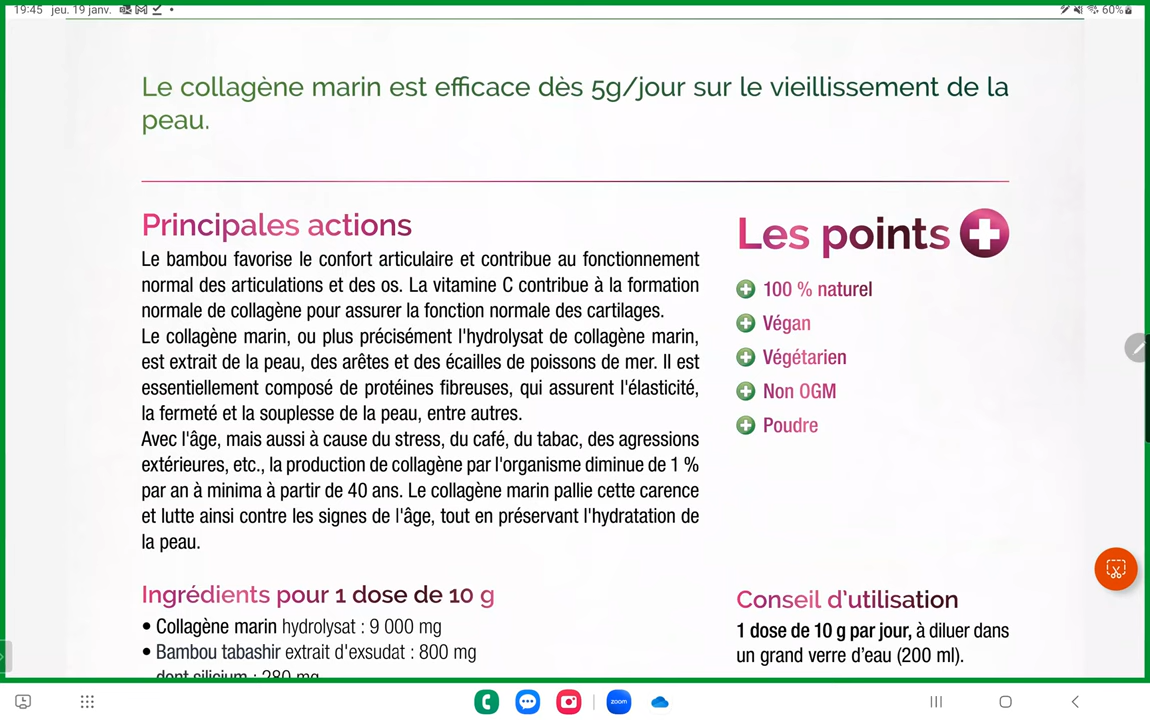 19:45 jeu. 19 janv.
60%
Le collagène marin est efficace dès 5g/jour sur le vieillissement de la
peau.
Principales actions
Le bambou favorise le confort articulaire et contribue au fonctionnement
normal des articulations et des os. La vitamine C contribue à la formation
normale de collagène pour assurer la fonction normale des cartilages.
Le collagène marin, ou plus précisément l'hydrolysat de collagène marin,
est extrait de la peau, des arêtes et des écailles de poissons de mer. Il est
essentiellement composé de protéines fibreuses, qui assurent l'élasticité,
la fermeté et la souplesse de la peau, entre autres.
Avec l'âge, mais aussi à cause du stress, du café, du tabac, des agressions
extérieures, etc., la production de collagène par l'organisme diminue de 1 %
par an à minima à partir de 40 ans. Le collagène marin pallie cette carence
et lutte ainsi contre les signes de l'âge, tout en préservant l'hydratation de
la peau.
Les points +
100 % naturel
Végan
Végétarien
Non OGM
Poudre
Ingrédients pour 1 dose de 10 g
• Collagène marin hydrolysat : 9 000 mg
• Bambou tabashir extrait d'exsudat : 800 mg
dont silicium : 280 mg
Conseil d'utilisation
1 dose de 10 g par jour, à diluer dans
un grand verre d'eau (200 ml).
zoom